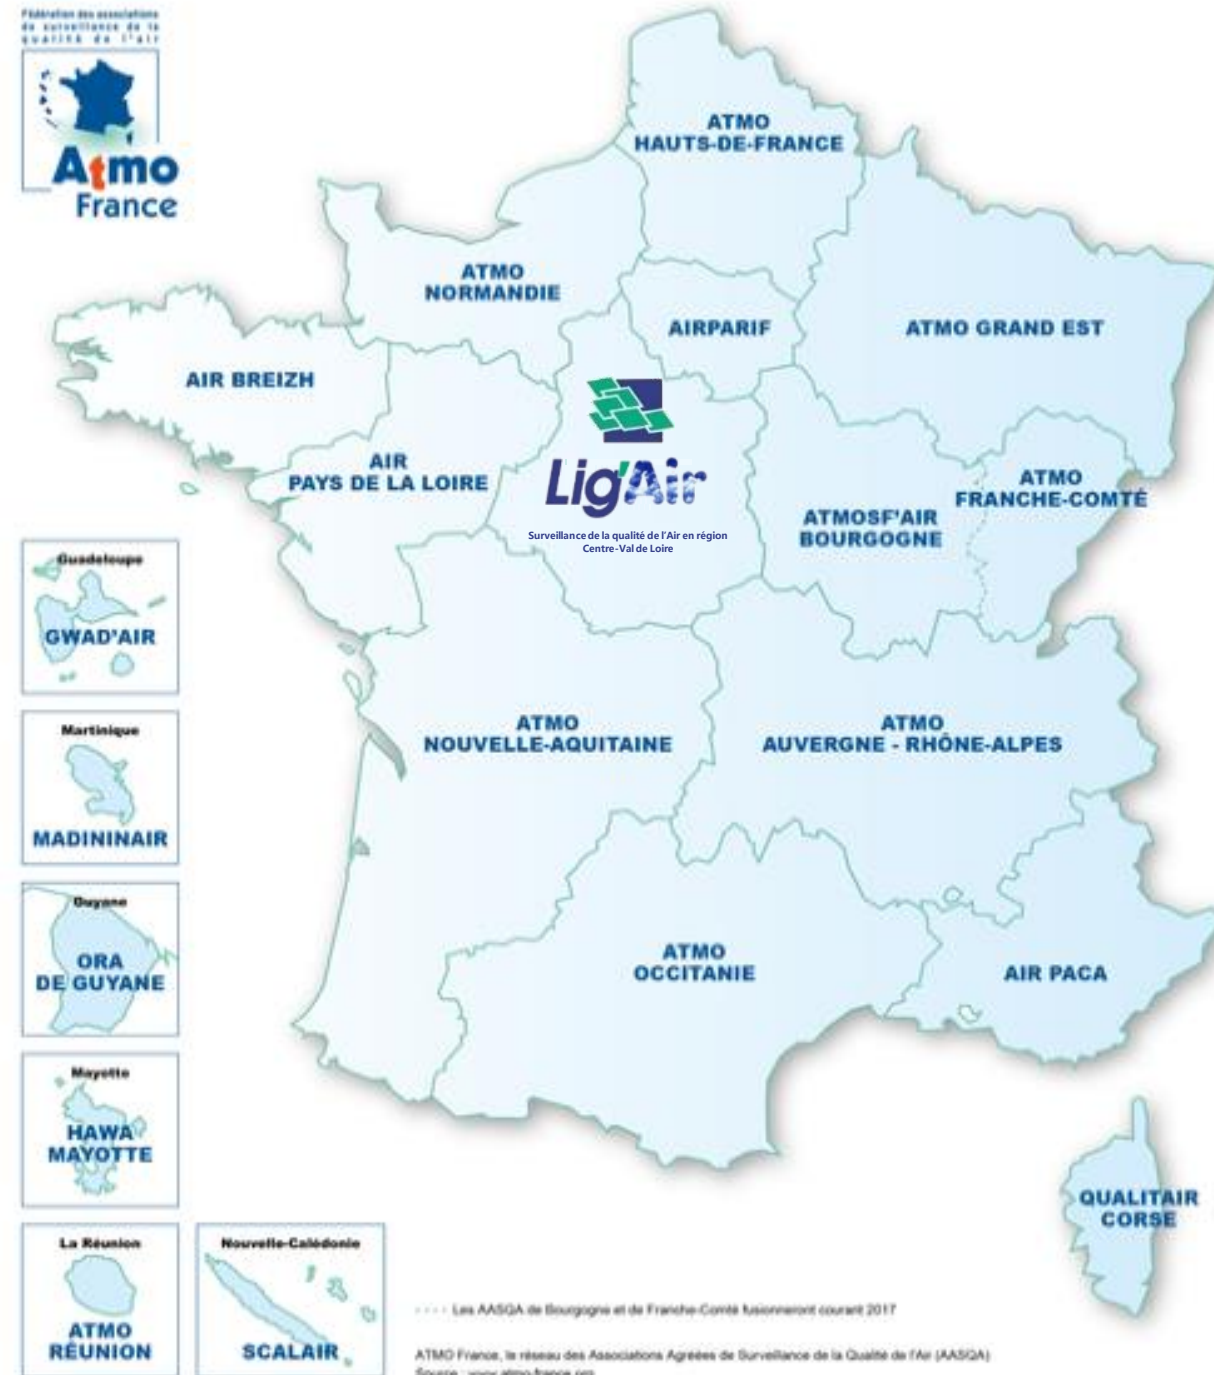 Fédération des associations
de surveillance de la
qualité de l'air
Atmo
France
ATMO
HAUTS-DE-FRANCE
ATMO
NORMANDIE
AIRPARIF
ATMO GRAND EST
AIR BREIZH
AIR
PAYS DE LA LOIRE
Lig'Air
Surveillance de la qualité de l'Air en région
Centre-Val de Loire
ATMOSF'AIR
BOURGOGNE
ATMO
FRANCHE-COMTÉ
ATMO
NOUVELLE-AQUITAINE
ATMO
AUVERGNE - RHÔNE-ALPES
ATMO
OCCITANIE
AIR PACA
QUALITAIR
CORSE
Guadeloupe
GWAD'AIR
Martinique
MADININAIR
Guyane
ORA
DE GUYANE
Mayotte
HAWA
MAYOTTE
La Réunion
ATMO
RÉUNION
Nouvelle-Calédonie
SCALAIR
Les AASQA de Bourgogne et de Franche-Comté fusionneront courant 2017
ATMO France, le réseau des Associations Agréées de Surveillance de la Qualité de l'Air (AASQA)
Source : www.atmo-france.org